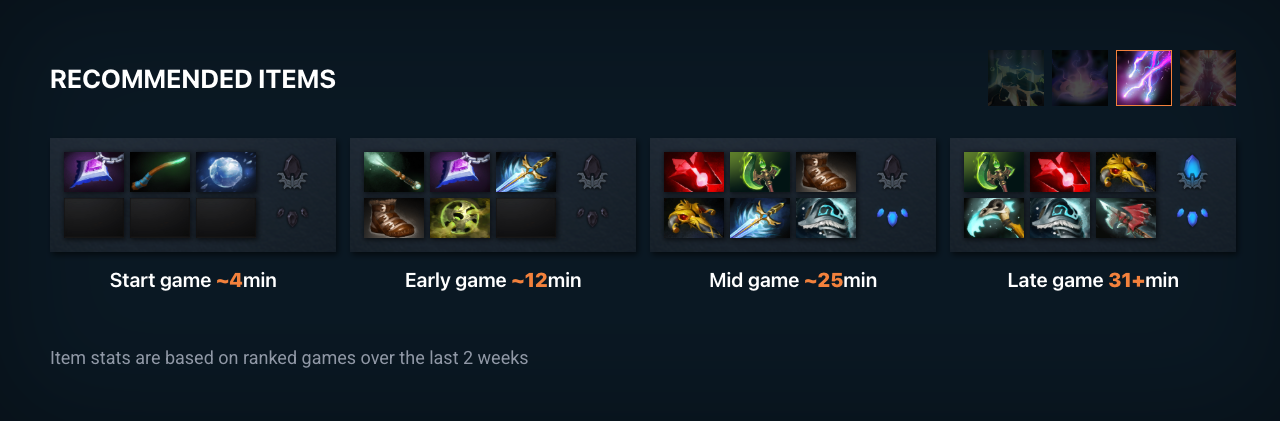 RECOMMENDED ITEMS
Start game ~4min
Early game ~12min
Mid game ~25min
Late game 31+min
Item stats are based on ranked games over the last 2 weeks